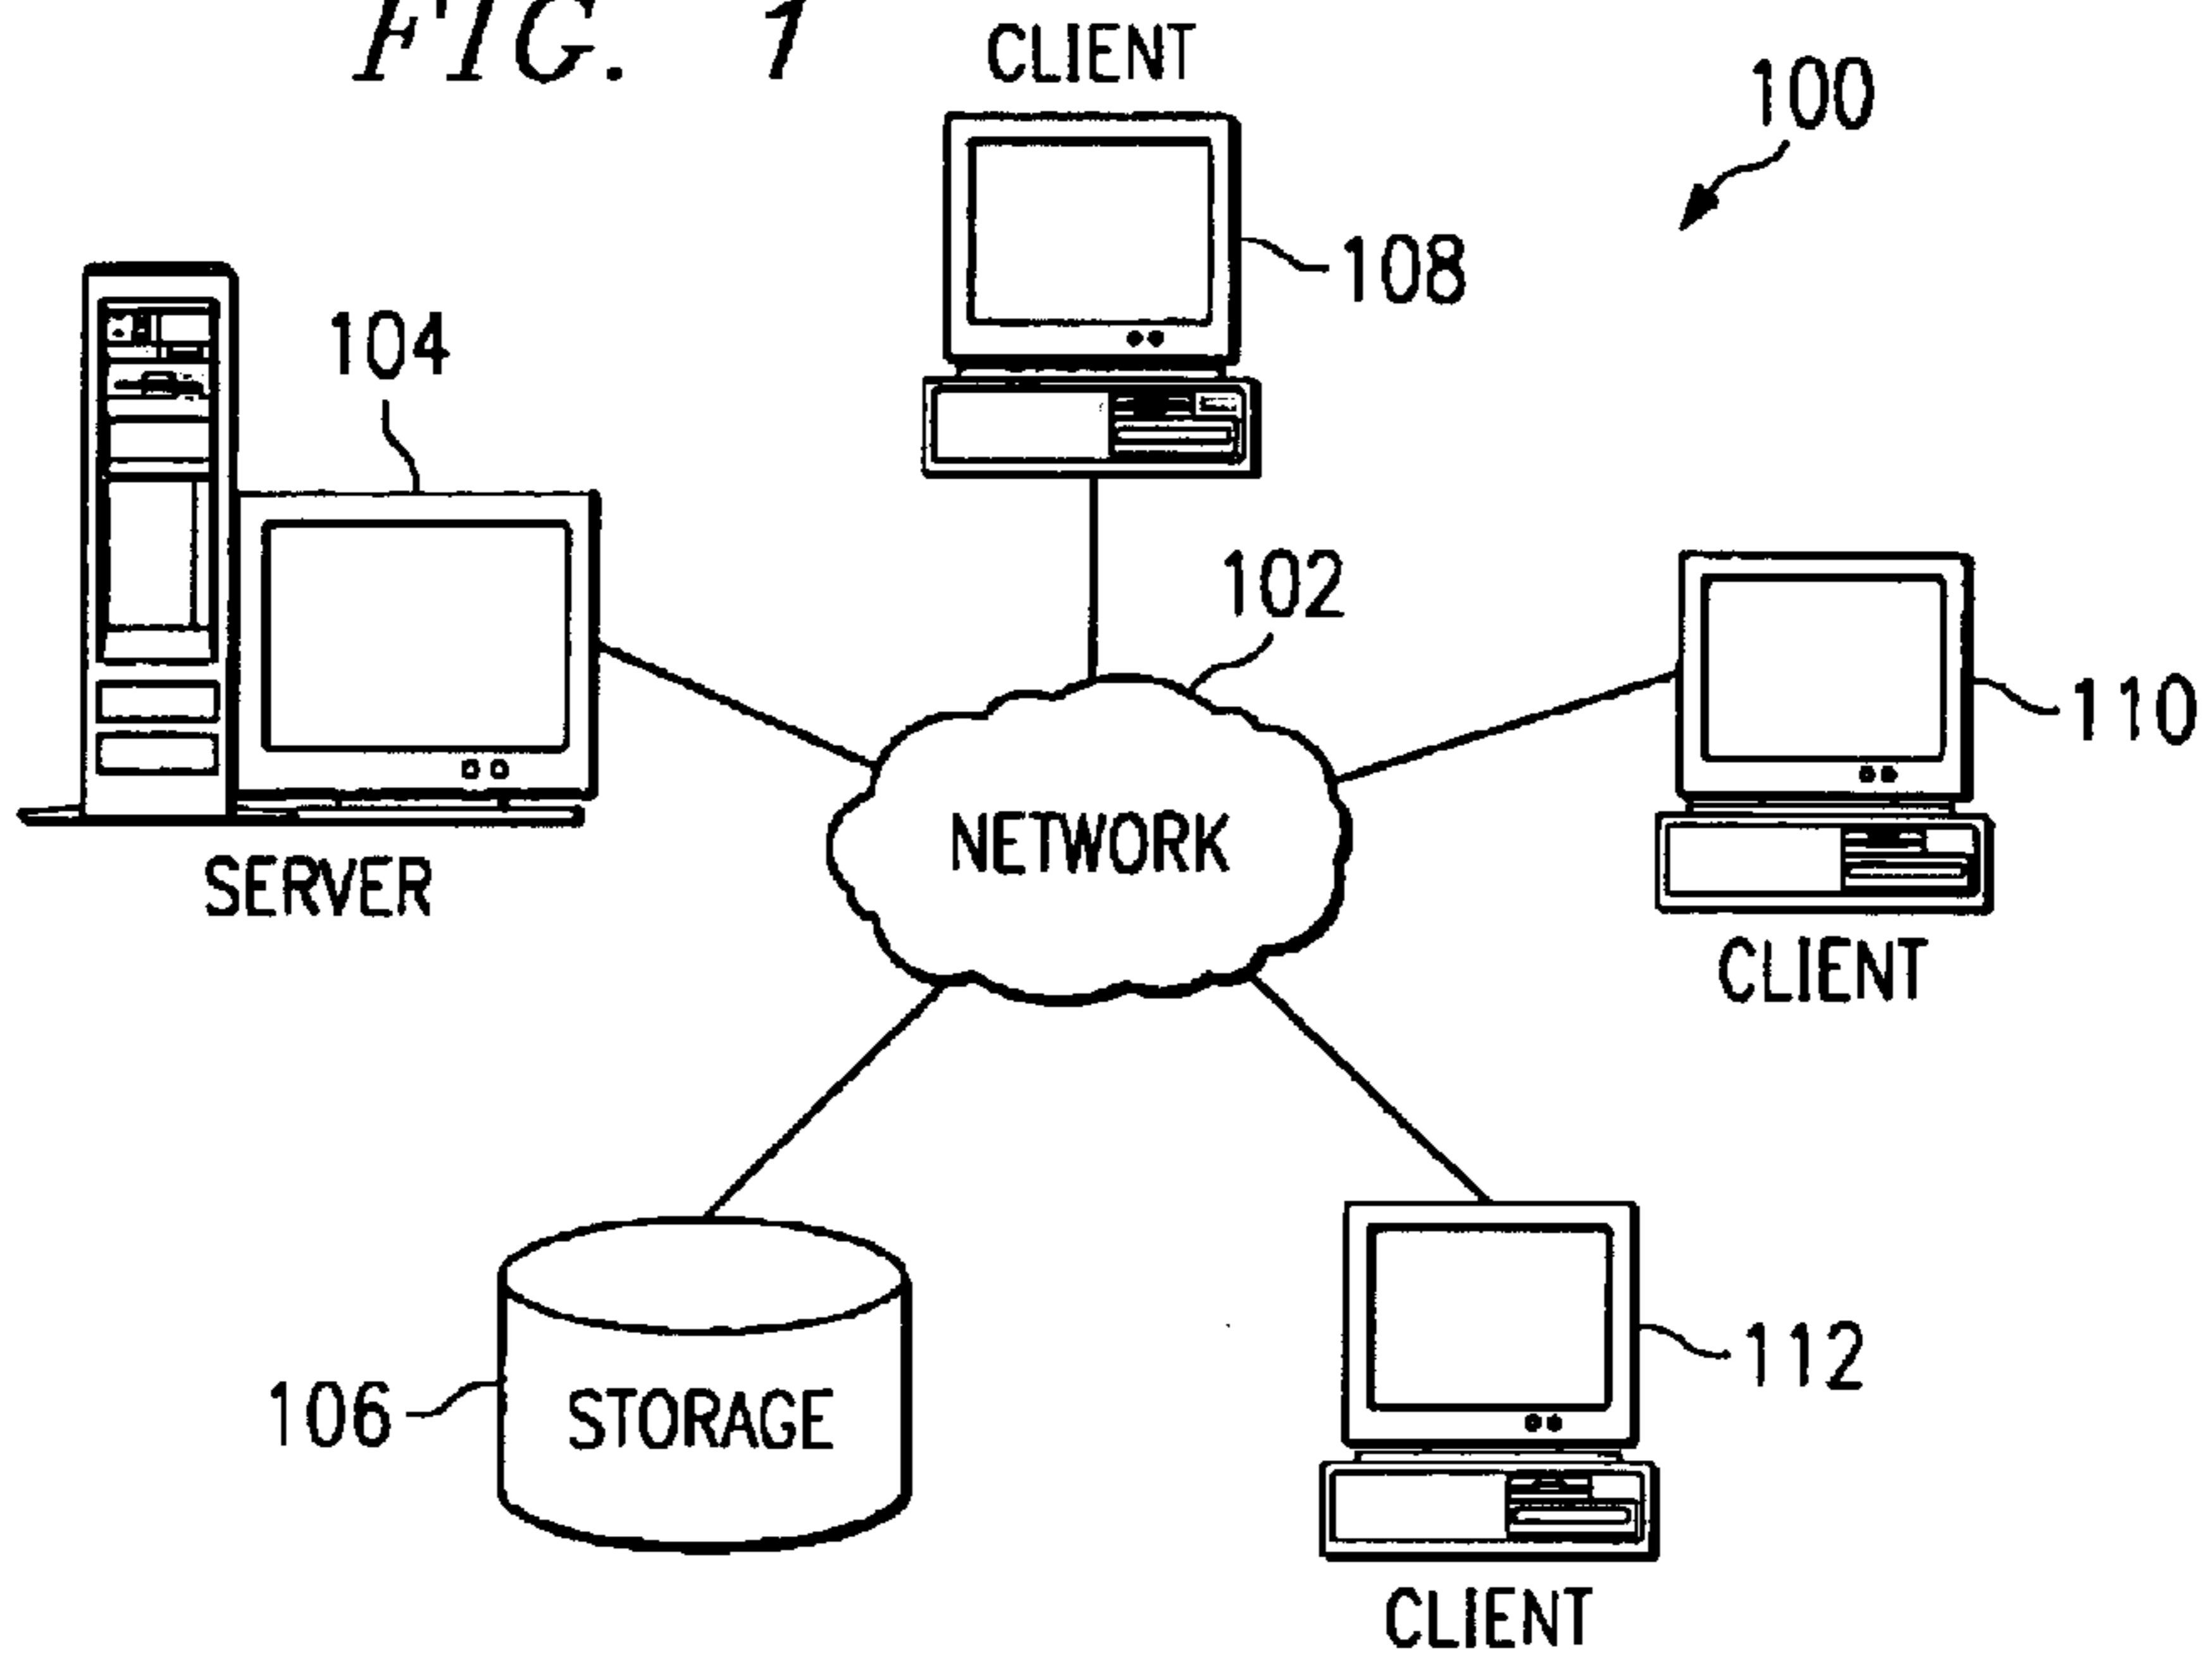 FIG. 1
CLIENT
100
108
104
102
110
NETWORK
SERVER
CLIENT
112
106
STORAGE
CLIENT